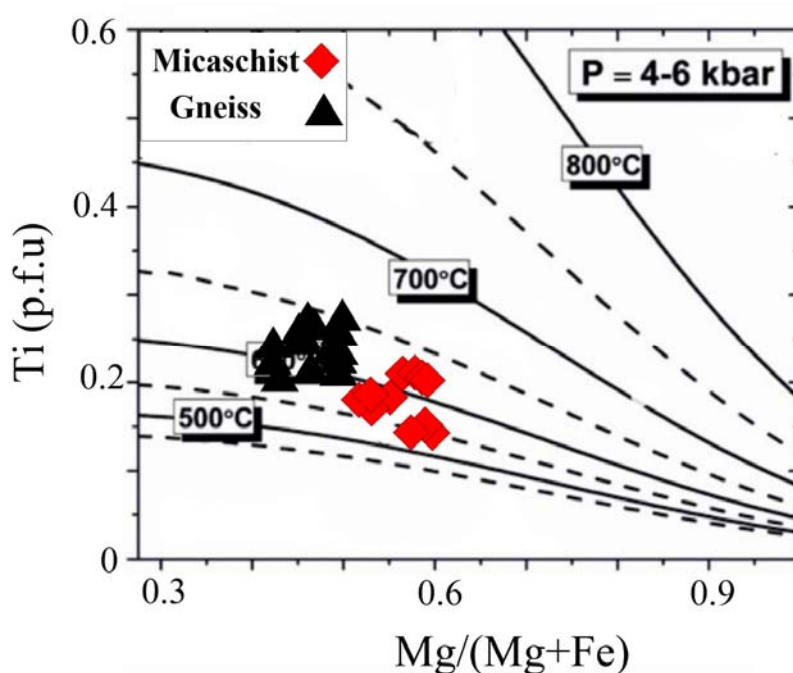 0.6
Micaschist
Gneiss
P = 4-6 kbar
800°C
0.4
700°C
Ti (p.f.u)
0.2
500°C
0
0.3
0.6
0.9
Mg/(Mg+Fe)